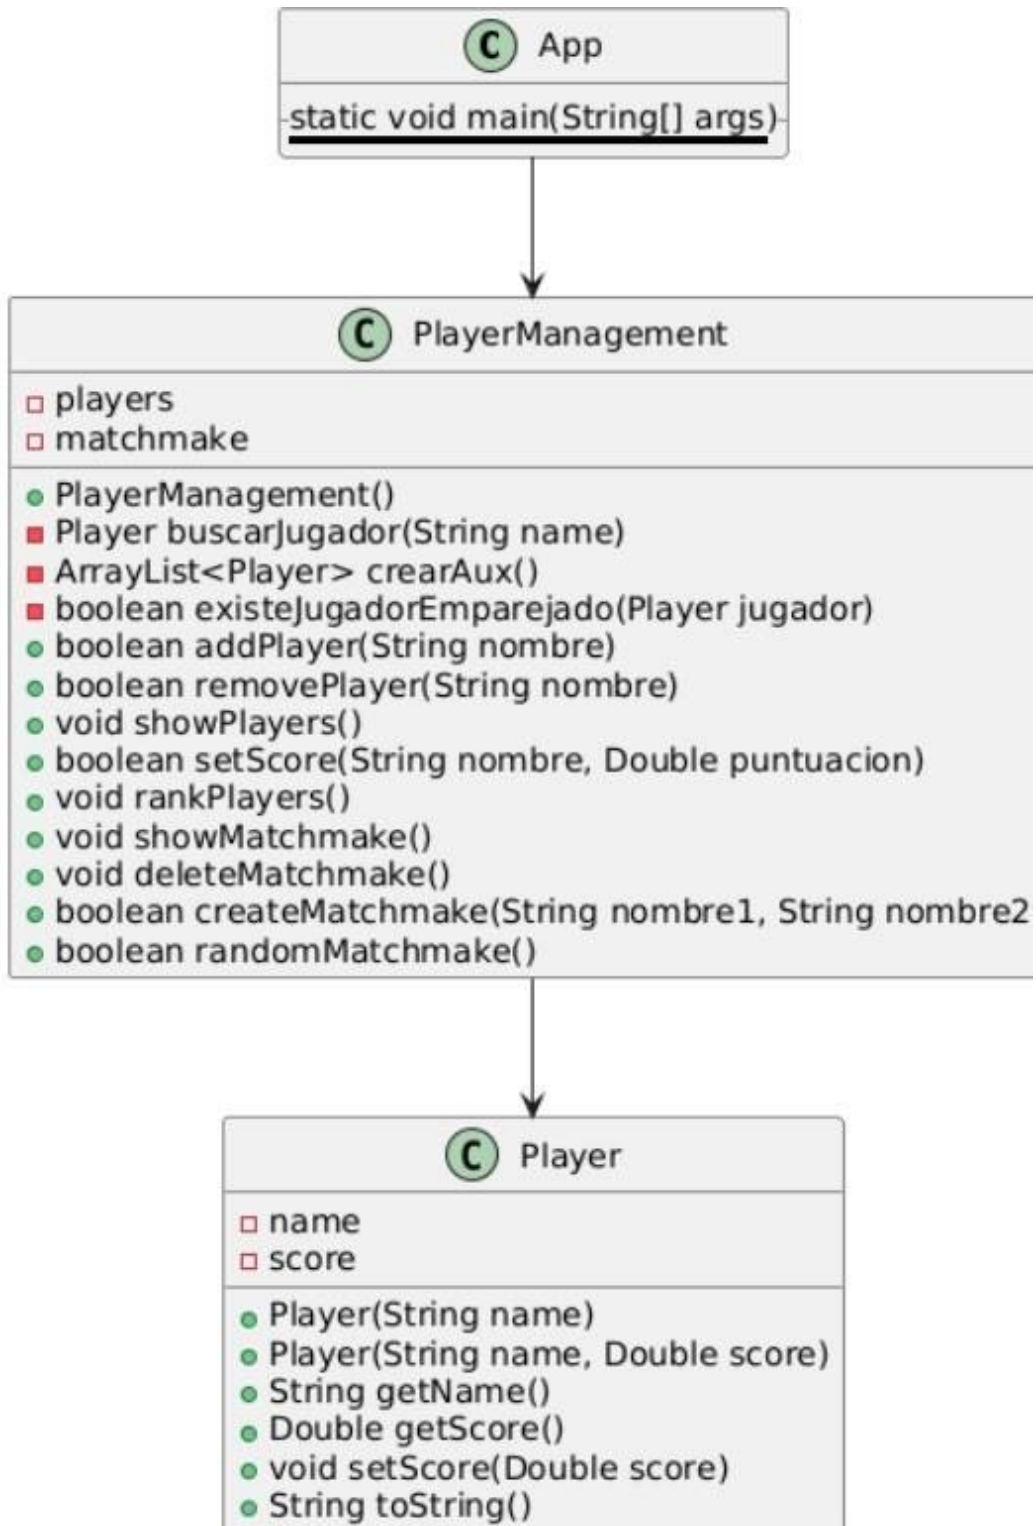 C App
static void main(String[] args)
C PlayerManagement
players
matchmake
PlayerManagement()
Player buscarJugador(String name)
ArrayList<Player> crearAux()
boolean existeJugadorEmparejado(Player jugador)
boolean addPlayer(String nombre)
boolean removePlayer(String nombre)
void showPlayers()
boolean setScore(String nombre, Double puntuacion)
void rankPlayers()
void showMatchmake()
void deleteMatchmake()
boolean createMatchmake(String nombre1, String nombre2
boolean randomMatchmake()
C Player
name
score
Player(String name)
Player(String name, Double score)
String getName()
Double getScore()
void setScore(Double score)
String toString()